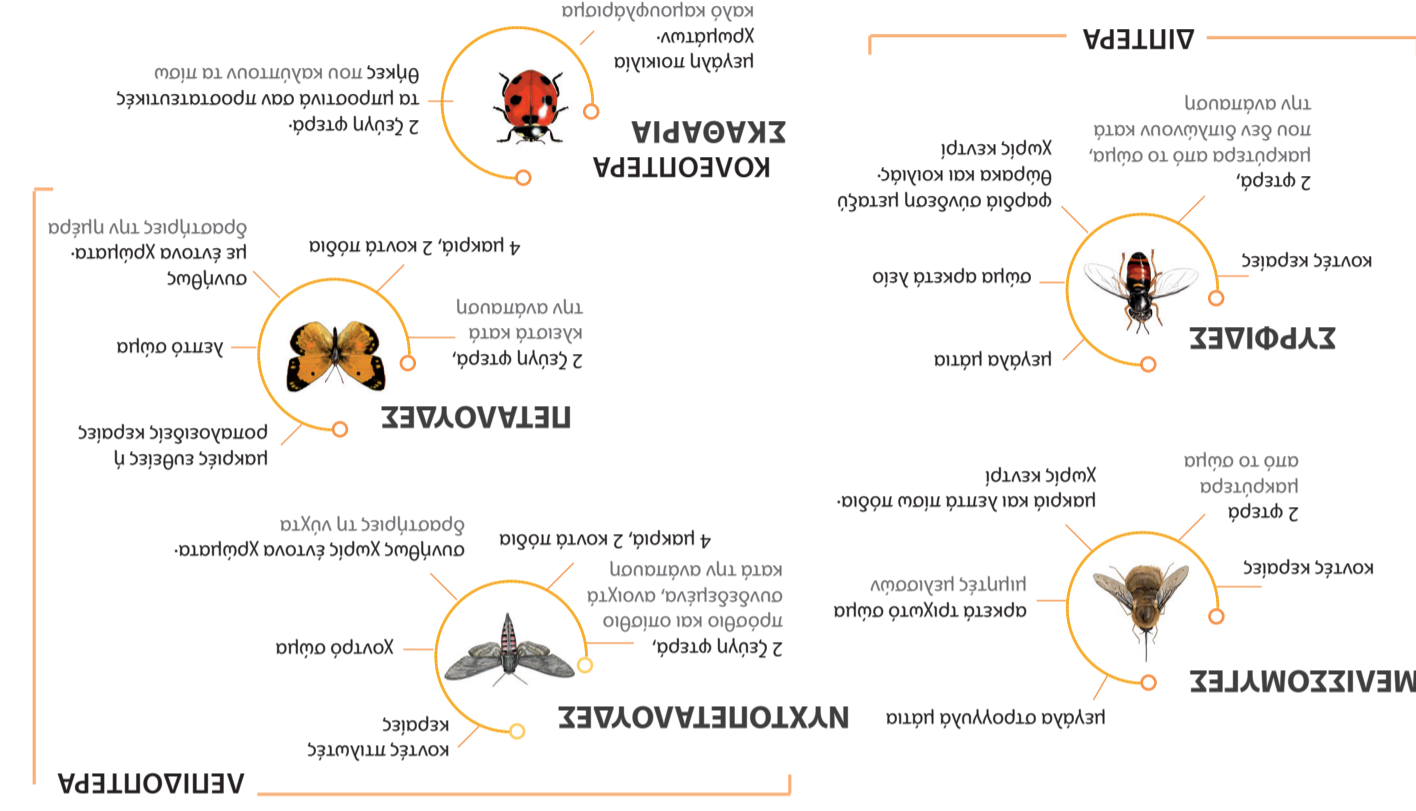 ΜΕΛΙΣΣΟΜΥΓΕΣ
μεγάλα στρογγυλά μάτια
κοντές κεραίες
αρκετά τριχωτό σώμα
μιμητές μελισσών
2 φτερά
μακρύτερα
από το σώμα
μακριά και λεπτά πίσω πόδια·
χωρίς κεντρί
ΣΥΡΦΙΔΕΣ
μεγάλα μάτια
κοντές κεραίες
σώμα αρκετά λείο
2 φτερά,
μακρύτερα από το σώμα,
που δεν διπλώνουν κατά
την ανάπαυση
φαρδιά σύνδεση μεταξύ
θώρακα και κοιλιάς·
χωρίς κεντρί
ΔΙΠΤΕΡΑ
ΛΕΠΙΔΟΠΤΕΡΑ
ΝΥΧΤΟΠΕΤΑΛΟΥΔΕΣ
κοντές πτιλωτές
κεραίες
2 ζεύγη φτερά,
πρόσθιο και οπίσθιο
συνδεδεμένα, ανοιχτά
κατά την ανάπαυση
χοντρό σώμα
4 μακριά, 2 κοντά πόδια
συνήθως χωρίς έντονα χρώματα·
δραστήριες τη νύχτα
ΠΕΤΑΛΟΥΔΕΣ
μακριές ευθείες ή
ροπαλοειδείς κεραίες
2 ζεύγη φτερά,
κλειστά κατά
την ανάπαυση
λεπτό σώμα
4 μακριά, 2 κοντά πόδια
συνήθως
με έντονα χρώματα·
δραστήριες την ημέρα
ΚΟΛΕΟΠΤΕΡΑ
ΣΚΑΘΑΡΙΑ
2 ζεύγη φτερά·
τα μπροστινά σαν προστατευτικές
θήκες που καλύπτουν τα πίσω
μεγάλη ποικιλία
χρωμάτων·
καλό καμουφλάρισμα